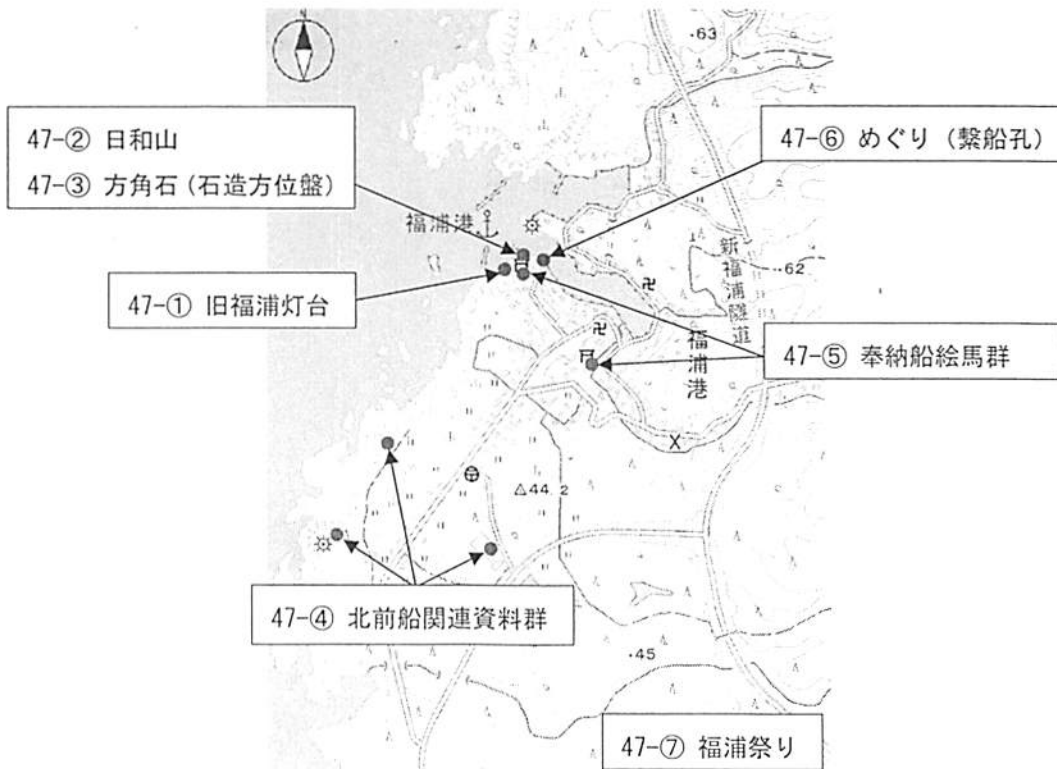 N
・63
47-② 日和山
47-③ 方角石(石造方位盤)
47-⑥ めぐり(繋船孔)
福浦港
新福浦隧道
・62
47-① 旧福浦灯台
福浦港
47-⑤ 奉納船絵馬群
X
△44.2
47-④ 北前船関連資料群
・45
47-⑦ 福浦祭り